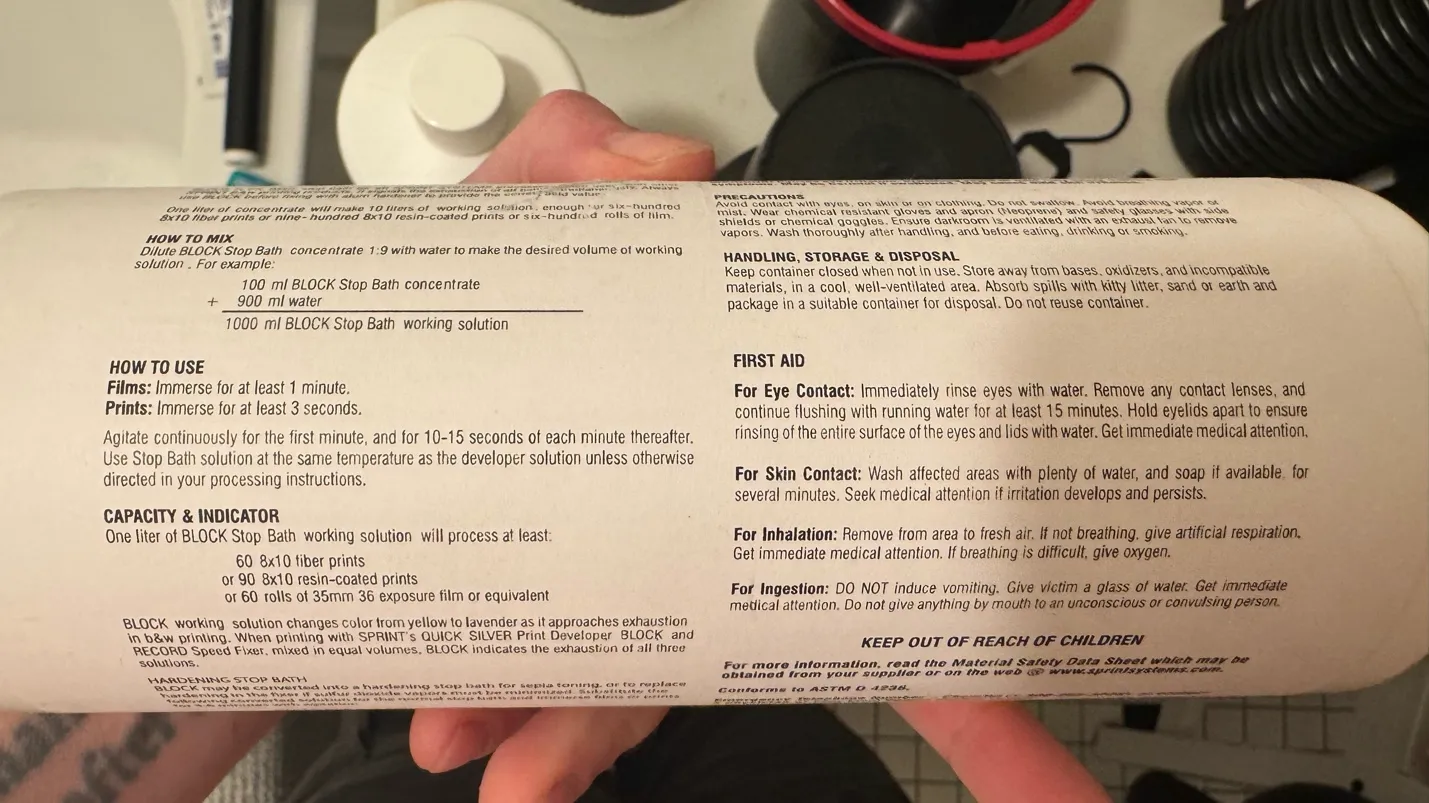 One liter of concentrate will make 10 liters of working solution, enough for six-hundred
8x10 fiber prints or nine-hundred 8x10 resin-coated prints or six-hundred rolls of film.
HOW TO MIX
Dilute BLOCK Stop Bath concentrate 1:9 with water to make the desired volume of working
solution . For example:
100 ml BLOCK Stop Bath concentrate
+ 900 ml water
1000 ml BLOCK Stop Bath working solution
HOW TO USE
Films: Immerse for at least 1 minute.
Prints: Immerse for at least 3 seconds.
Agitate continuously for the first minute, and for 10-15 seconds of each minute thereafter.
Use Stop Bath solution at the same temperature as the developer solution unless otherwise
directed in your processing instructions.
CAPACITY & INDICATOR
One liter of BLOCK Stop Bath working solution will process at least:
60 8x10 fiber prints
or 90 8x10 resin-coated prints
or 60 rolls of 35mm 36 exposure film or equivalent
BLOCK working solution changes color from yellow to lavender as it approaches exhaustion
in b&w printing. When printing with SPRINT's QUICK SILVER Print Developer BLOCK and
RECORD Speed Fixer, mixed in equal volumes, BLOCK indicates the exhaustion of all three
solutions.
HARDENING STOP BATH
BLOCK may be converted into a hardening stop bath for sepia toning, or to replace
hardening in the fixer if sulfur dioxide vapors must be minimized. Substitute the
following converted solution for the normal stop bath and immerse films or prints
PRECAUTIONS
Avoid contact with eyes, on skin or on clothing. Do not swallow. Avoid breathing vapor or
mist. Wear chemical resistant gloves and apron (Neoprene) and safety glasses with side
shields or chemical goggles. Ensure darkroom is ventilated with an exhaust fan to remove
vapors. Wash thoroughly after handling, and before eating, drinking or smoking.
HANDLING, STORAGE & DISPOSAL
Keep container closed when not in use. Store away from bases, oxidizers, and incompatible
materials, in a cool, well-ventilated area. Absorb spills with kitty litter, sand or earth and
package in a suitable container for disposal. Do not reuse container.
FIRST AID
For Eye Contact: Immediately rinse eyes with water. Remove any contact lenses, and
continue flushing with running water for at least 15 minutes. Hold eyelids apart to ensure
rinsing of the entire surface of the eyes and lids with water. Get immediate medical attention.
For Skin Contact: Wash affected areas with plenty of water, and soap if available, for
several minutes. Seek medical attention if irritation develops and persists.
For Inhalation: Remove from area to fresh air. If not breathing, give artificial respiration.
Get immediate medical attention. If breathing is difficult, give oxygen.
For Ingestion: DO NOT induce vomiting. Give victim a glass of water. Get immediate
medical attention. Do not give anything by mouth to an unconscious or convulsing person.
KEEP OUT OF REACH OF CHILDREN
For more information, read the Material Safety Data Sheet which may be
obtained from your supplier or on the web @ www.sprintsystems.com.
Conforms to ASTM D 4236.